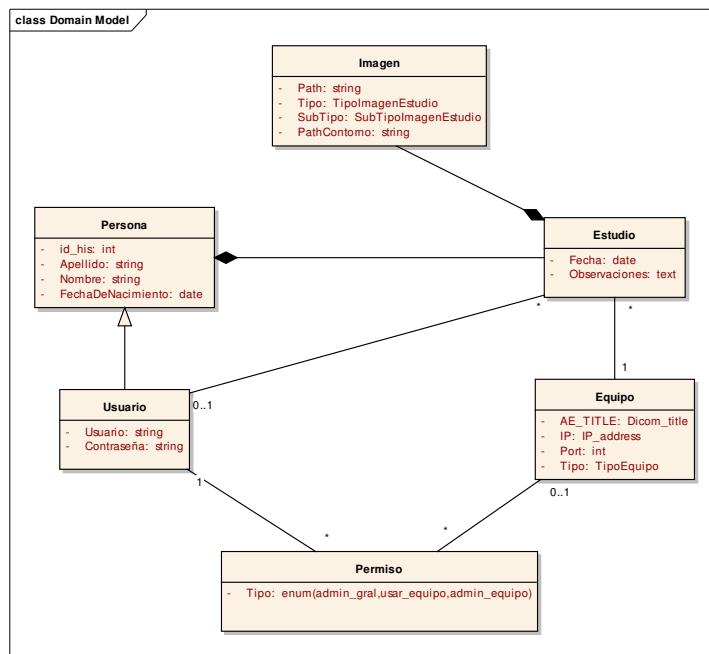 class Domain Model
Imagen
- Path: string
- Tipo: TipoImagenEstudio
- SubTipo: SubTipoImagenEstudio
- PathContorno: string
Persona
- id_his: int
- Apellido: string
- Nombre: string
- FechaDeNacimiento: date
Estudio
- Fecha: date
- Observaciones: text
*
*
0..1
1
Usuario
- Usuario: string
- Contraseña: string
Equipo
- AE_TITLE: Dicom_title
- IP: IP_address
- Port: int
- Tipo: TipoEquipo
1
0..1
*
*
Permiso
- Tipo: enum(admin_gral,usar_equipo,admin_equipo)